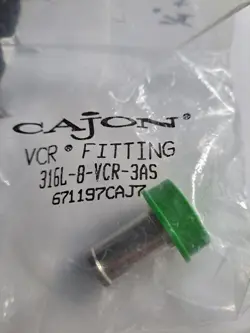 CAJON®
VCR® FITTING
316L-8-VCR-3AS
671197CAJ7